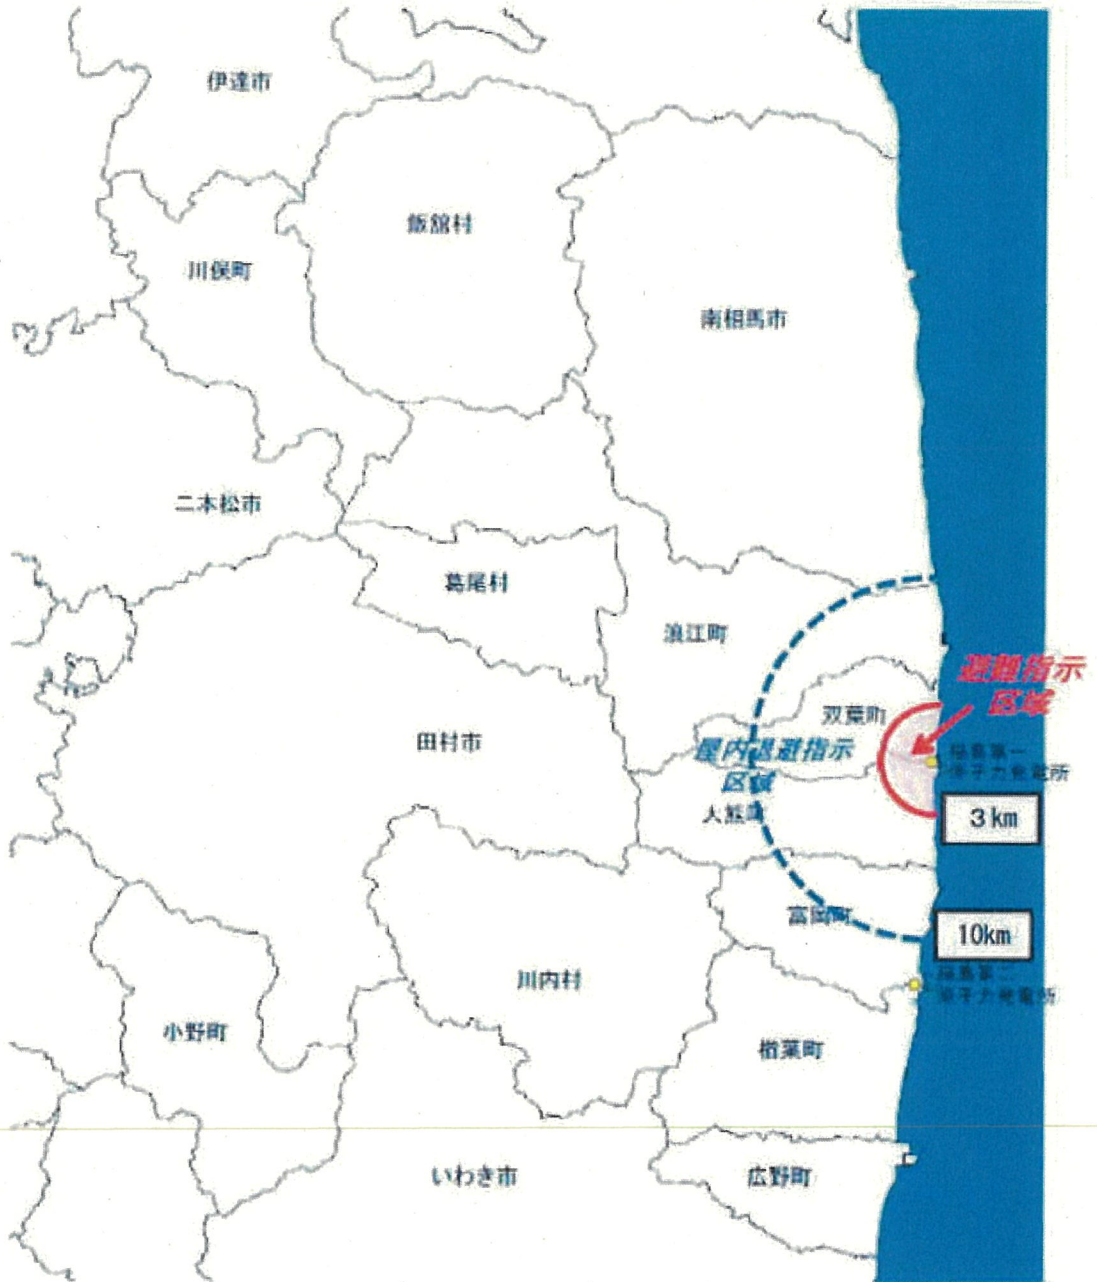 伊達市
飯舘村
川俣町
南相馬市
二本松市
葛尾村
浪江町
避難指示
区域
双葉町
田村市
屋内退避指示
区域
福島第一
原子力発電所
大熊町
3km
富岡町
10km
川内村
福島第二
原子力発電所
小野町
楢葉町
いわき市
広野町